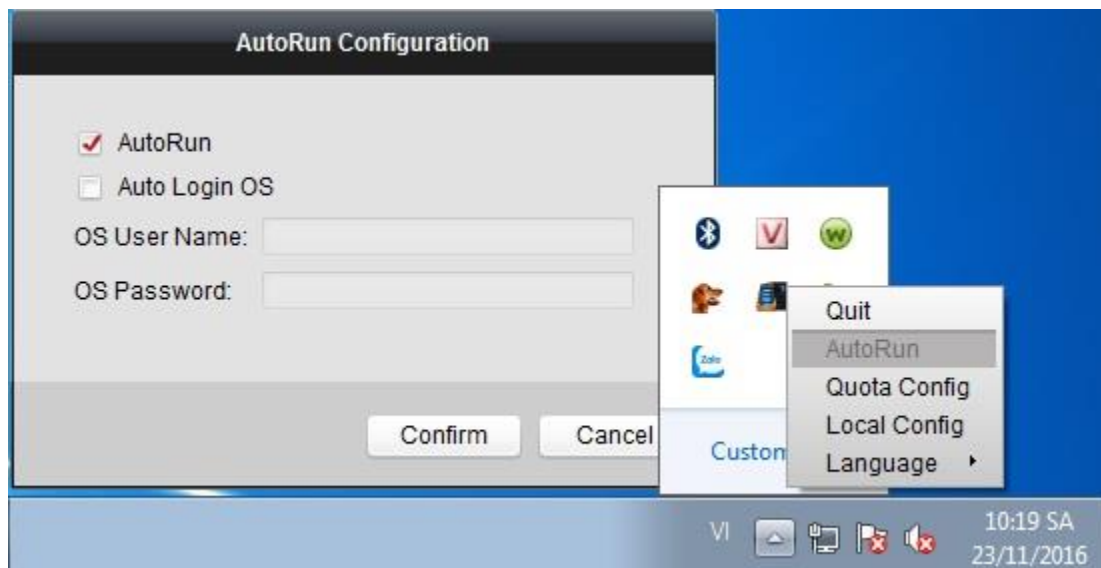 AutoRun Configuration
AutoRun
Auto Login OS
OS User Name:
OS Password:
Confirm
Cancel
V
w
Zalo
Quit
AutoRun
Quota Config
Local Config
Language
Custom
VI
10:19 SA
23/11/2016